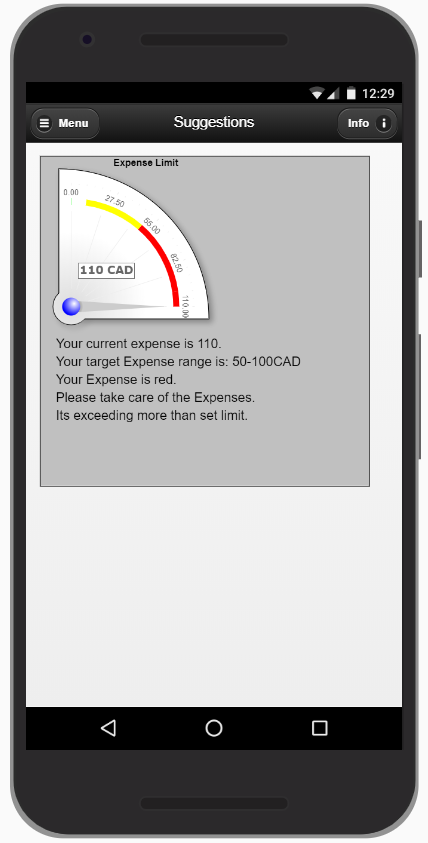 12:29
Menu
Suggestions
Info
Expense Limit
0.00
27.50
55.00
82.50
110.00
110 CAD
Your current expense is 110.
Your target Expense range is: 50-100CAD
Your Expense is red.
Please take care of the Expenses.
Its exceeding more than set limit.